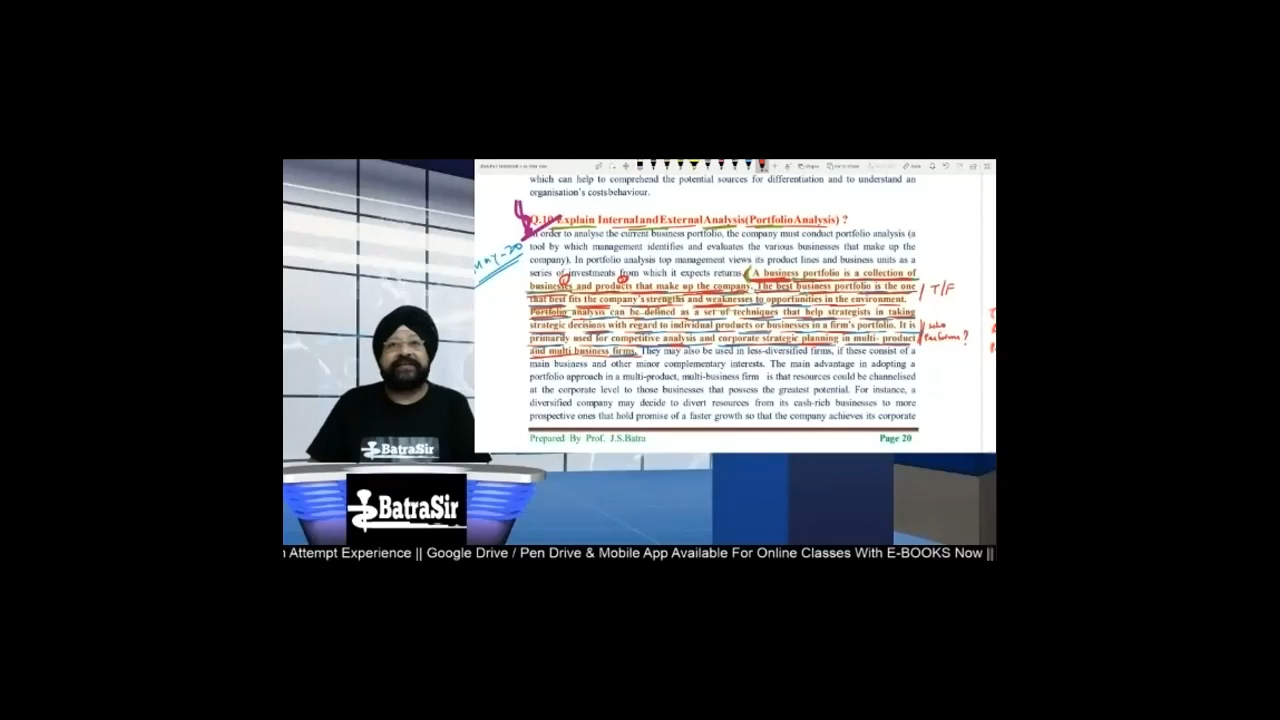 which can help to comprehend the potential sources for differentiation and to understand an
organisation's costsbehaviour.
Q.10 Explain InternalandExternalAnalysis(PortfolioAnalysis) ?
In order to analyse the current business portfolio, the company must conduct portfolio analysis (a
tool by which management identifies and evaluates the various businesses that make up the
company). In portfolio analysis top management views its product lines and business units as a
series of investments from which it expects returns. A business portfolio is a collection of
businesses and products that make up the company. The best business portfolio is the one
that best fits the company'sstrengths and weaknesses to opportunities in the environment.
Portfolio analysis can be defined as a set of techniques that help strategists in taking
strategic decisions with regard to individual products or businesses in a firm's portfolio. It is
primarily used for competitive analysis and corporate strategic planning in multi- product
and multi business firms. They may also be used in less-diversified firms, if these consist of a
main business and other minor complementary interests. The main advantage in adopting a
portfolio approach in a multi-product, multi-business firm is that resources could be channelised
at the corporate level to those businesses that possess the greatest potential. For instance, a
diversified company may decide to divert resources from its cash-rich businesses to more
prospective ones that hold promise of a faster growth so that the company achieves its corporate
Prepared By Prof. J.S.Batra Page 20
May-20
T/F
who
performs?
BatraSir
BatraSir
Attempt Experience || Google Drive / Pen Drive & Mobile App Available For Online Classes With E-BOOKS Now ||